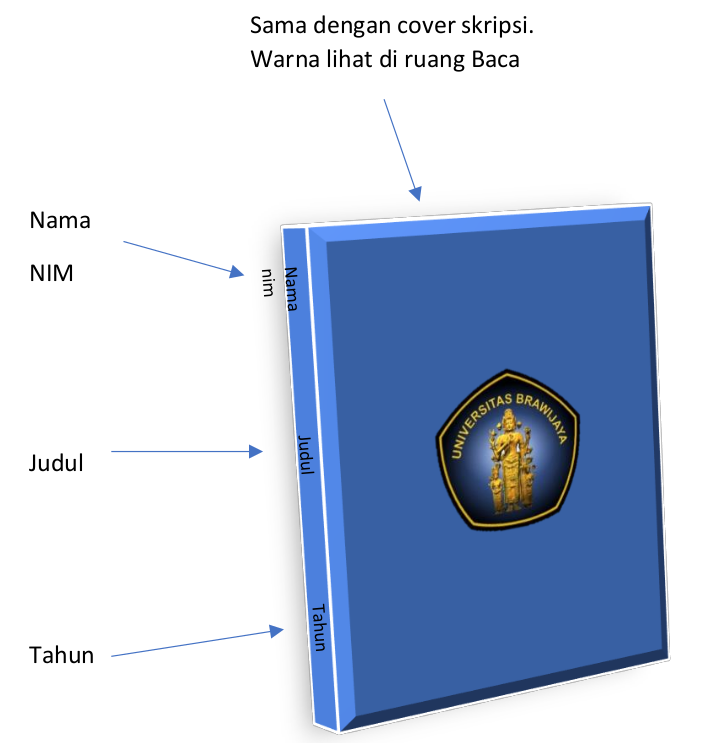 Sama dengan cover skripsi.
Warna lihat di ruang Baca
Nama
NIM
Nama
nim
UNIVERSITAS BRAWIJAYA
Judul
Judul
Tahun
Tahun